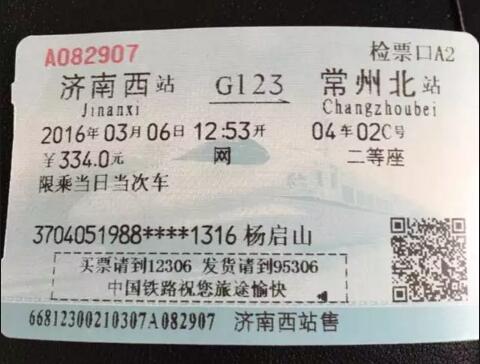 A082907 检票口A2
济南西站 G123 常州北站
Jinanxi Changzhoubei
2016年03月06日 12:53开 04车02C号
￥334.0元 网 二等座
限乘当日当次车
3704051988****1316 杨启山
买票请到12306 发货请到95306
中国铁路祝您旅途愉快
66812300210307A082907 济南西站售